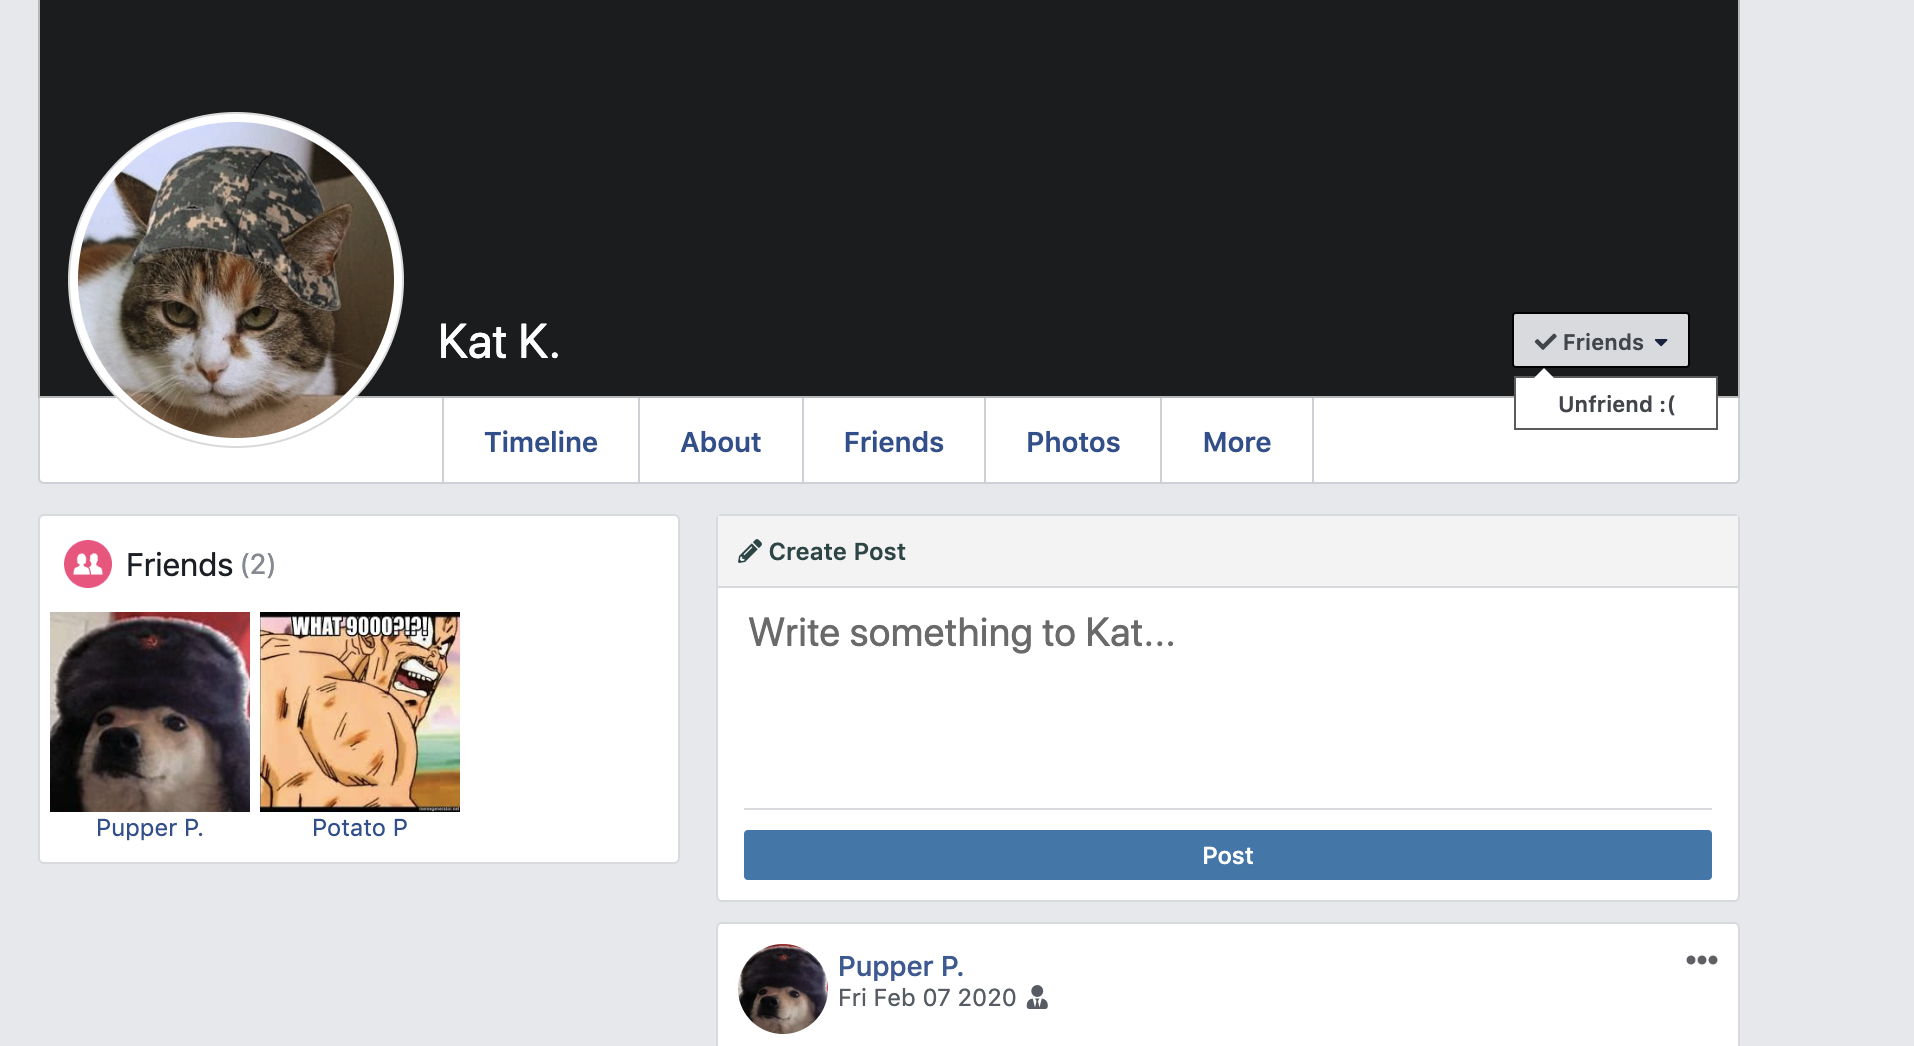 Kat K.
Friends
Unfriend :(
Timeline
About
Friends
Photos
More
Friends (2)
WHAT 9000?!?!
Pupper P.
Potato P
Create Post
Write something to Kat...
Post
Pupper P.
Fri Feb 07 2020